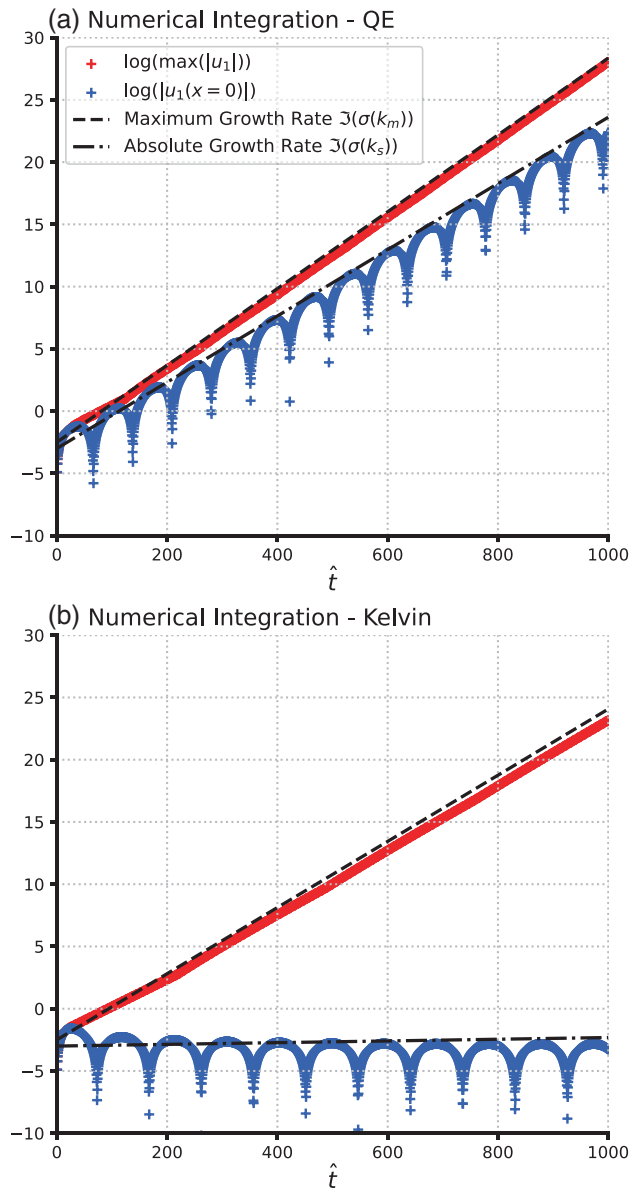 (a) Numerical Integration - QE
30
25
20
15
10
5
0
−5
−10
log(max(|u₁|))
log(|u₁(x=0)|)
Maximum Growth Rate ℑ(σ(kₘ))
Absolute Growth Rate ℑ(σ(kₛ))
0 200 400 600 800 1000
t̂
(b) Numerical Integration - Kelvin
30
25
20
15
10
5
0
−5
−10
0 200 400 600 800 1000
t̂